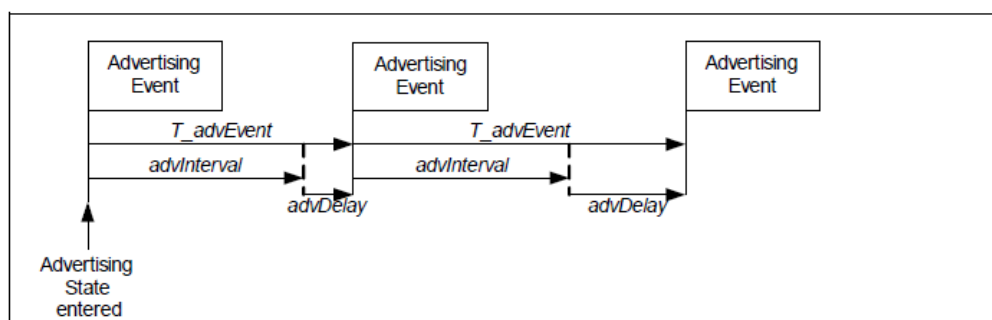 Advertising
Event
Advertising
Event
Advertising
Event
T_advEvent
T_advEvent
advInterval
advInterval
advDelay
advDelay
Advertising
State
entered